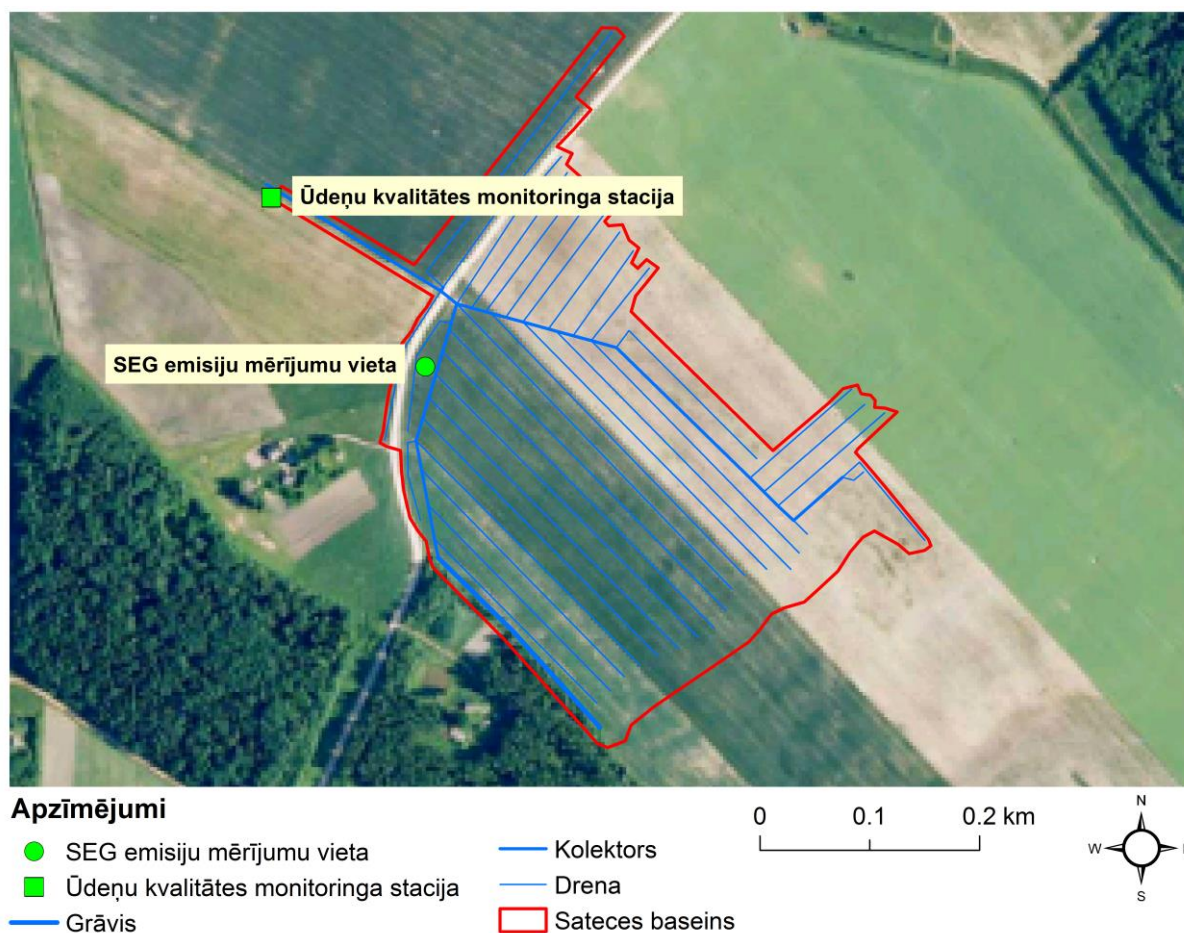 Ūdeņu kvalitātes monitoringa stacija
SEG emisiju mērījumu vieta
Apzīmējumi
SEG emisiju mērījumu vieta
Ūdeņu kvalitātes monitoringa stacija
Grāvis
Kolektors
Drena
Sateces baseins
0 0.1 0.2 km
N
W
S